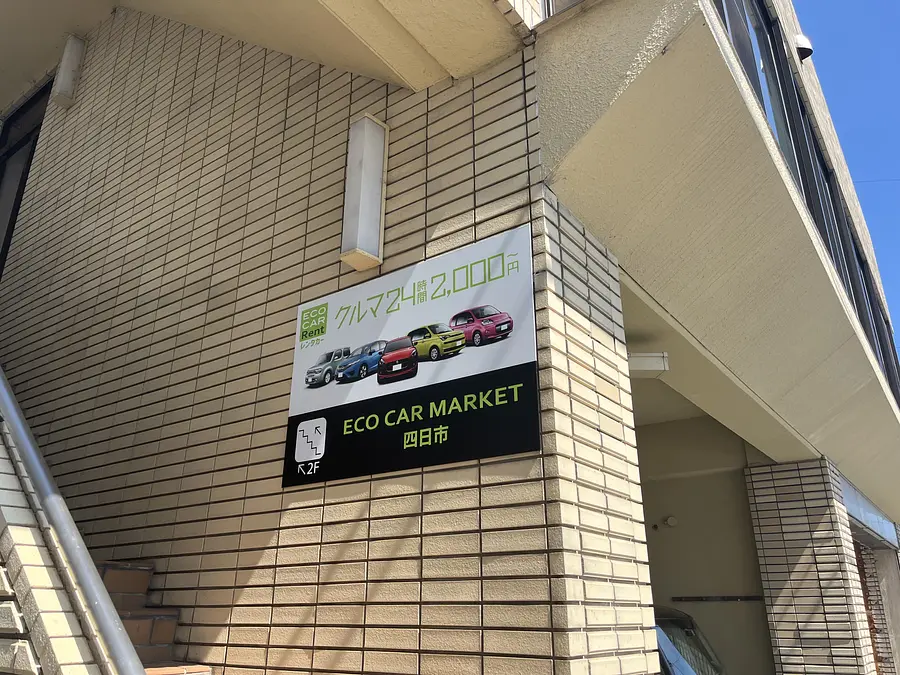 ECO
CAR
Rent
レンタカー
クルマ24時間2,000円~
ECO CAR MARKET
四日市
↖2F